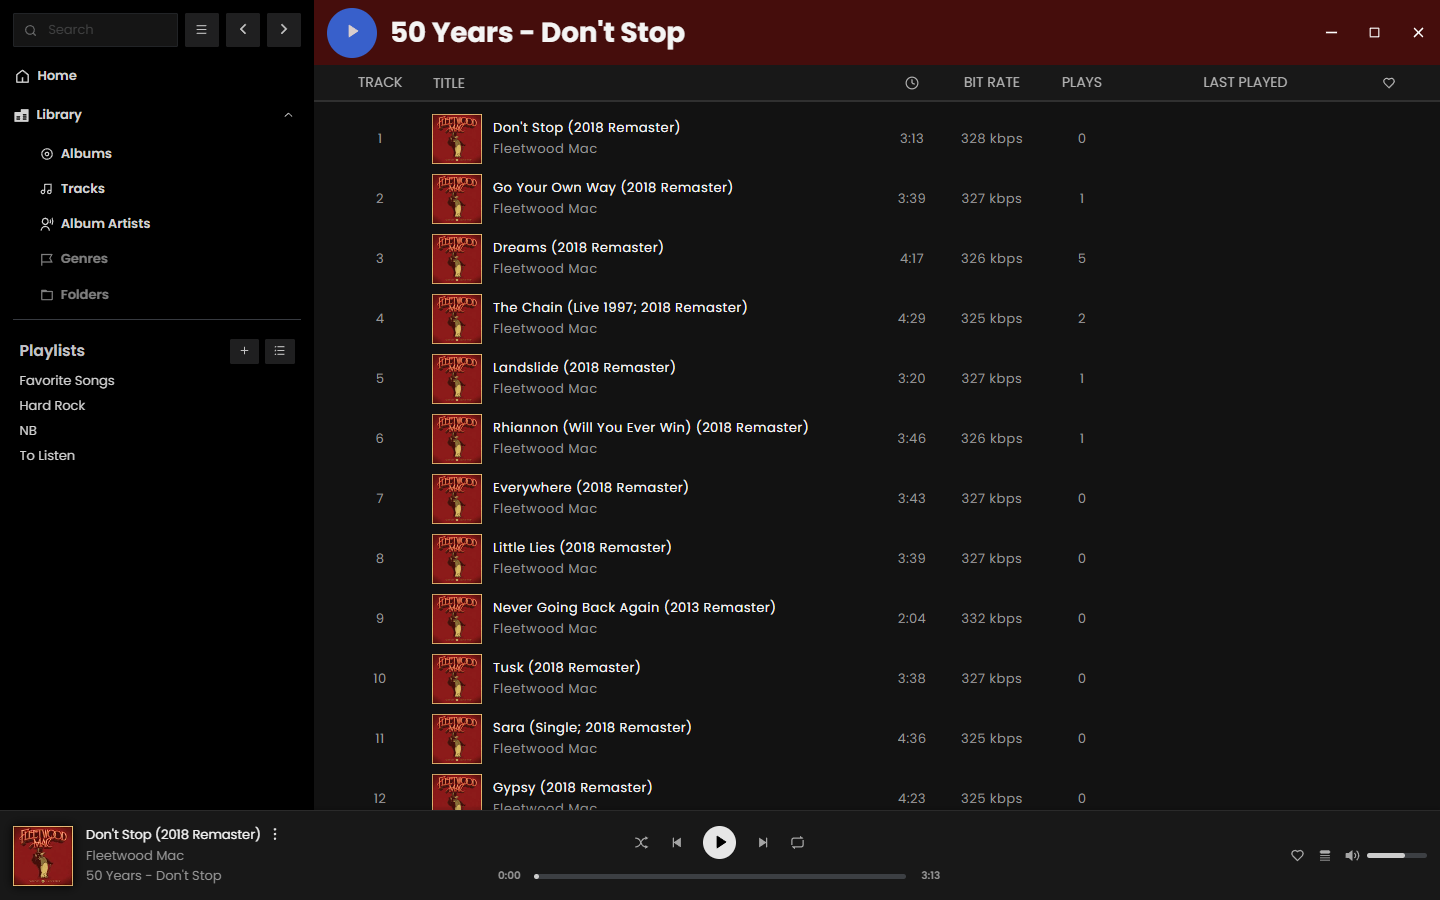 Search
Home
Library
Albums
Tracks
Album Artists
Genres
Folders
Playlists
Favorite Songs
Hard Rock
NB
To Listen
50 Years - Don't Stop
TRACK TITLE BIT RATE PLAYS LAST PLAYED
1 Don't Stop (2018 Remaster) 3:13 328 kbps 0
Fleetwood Mac
2 Go Your Own Way (2018 Remaster) 3:39 327 kbps 1
Fleetwood Mac
3 Dreams (2018 Remaster) 4:17 326 kbps 5
Fleetwood Mac
4 The Chain (Live 1997; 2018 Remaster) 4:29 325 kbps 2
Fleetwood Mac
5 Landslide (2018 Remaster) 3:20 327 kbps 1
Fleetwood Mac
6 Rhiannon (Will You Ever Win) (2018 Remaster) 3:46 326 kbps 1
Fleetwood Mac
7 Everywhere (2018 Remaster) 3:43 327 kbps 0
Fleetwood Mac
8 Little Lies (2018 Remaster) 3:39 327 kbps 0
Fleetwood Mac
9 Never Going Back Again (2013 Remaster) 2:04 332 kbps 0
Fleetwood Mac
10 Tusk (2018 Remaster) 3:38 327 kbps 0
Fleetwood Mac
11 Sara (Single; 2018 Remaster) 4:36 325 kbps 0
Fleetwood Mac
12 Gypsy (2018 Remaster) 4:23 325 kbps 0
Fleetwood Mac
FLEETWOOD
MAC
Don't Stop (2018 Remaster)
Fleetwood Mac
50 Years - Don't Stop
0:00 3:13